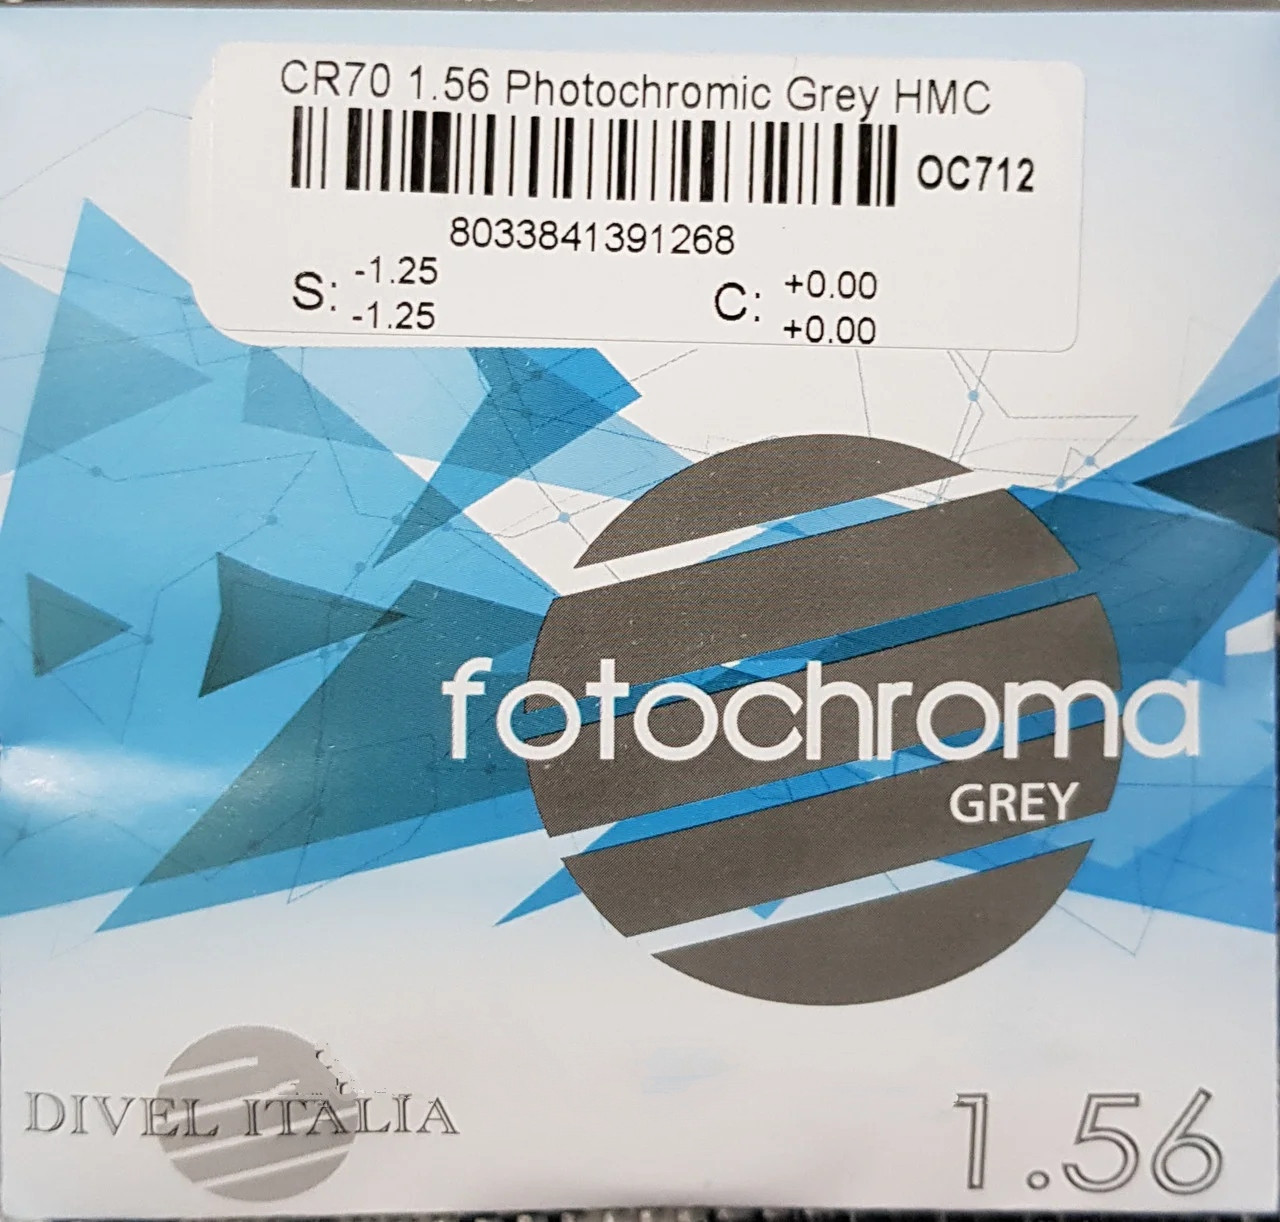 CR70 1.56 Photochromic Grey HMC
OC712
8033841391268
S: -1.25 C: +0.00
-1.25 +0.00
fotochroma
GREY
DIVEL ITALIA
1.56